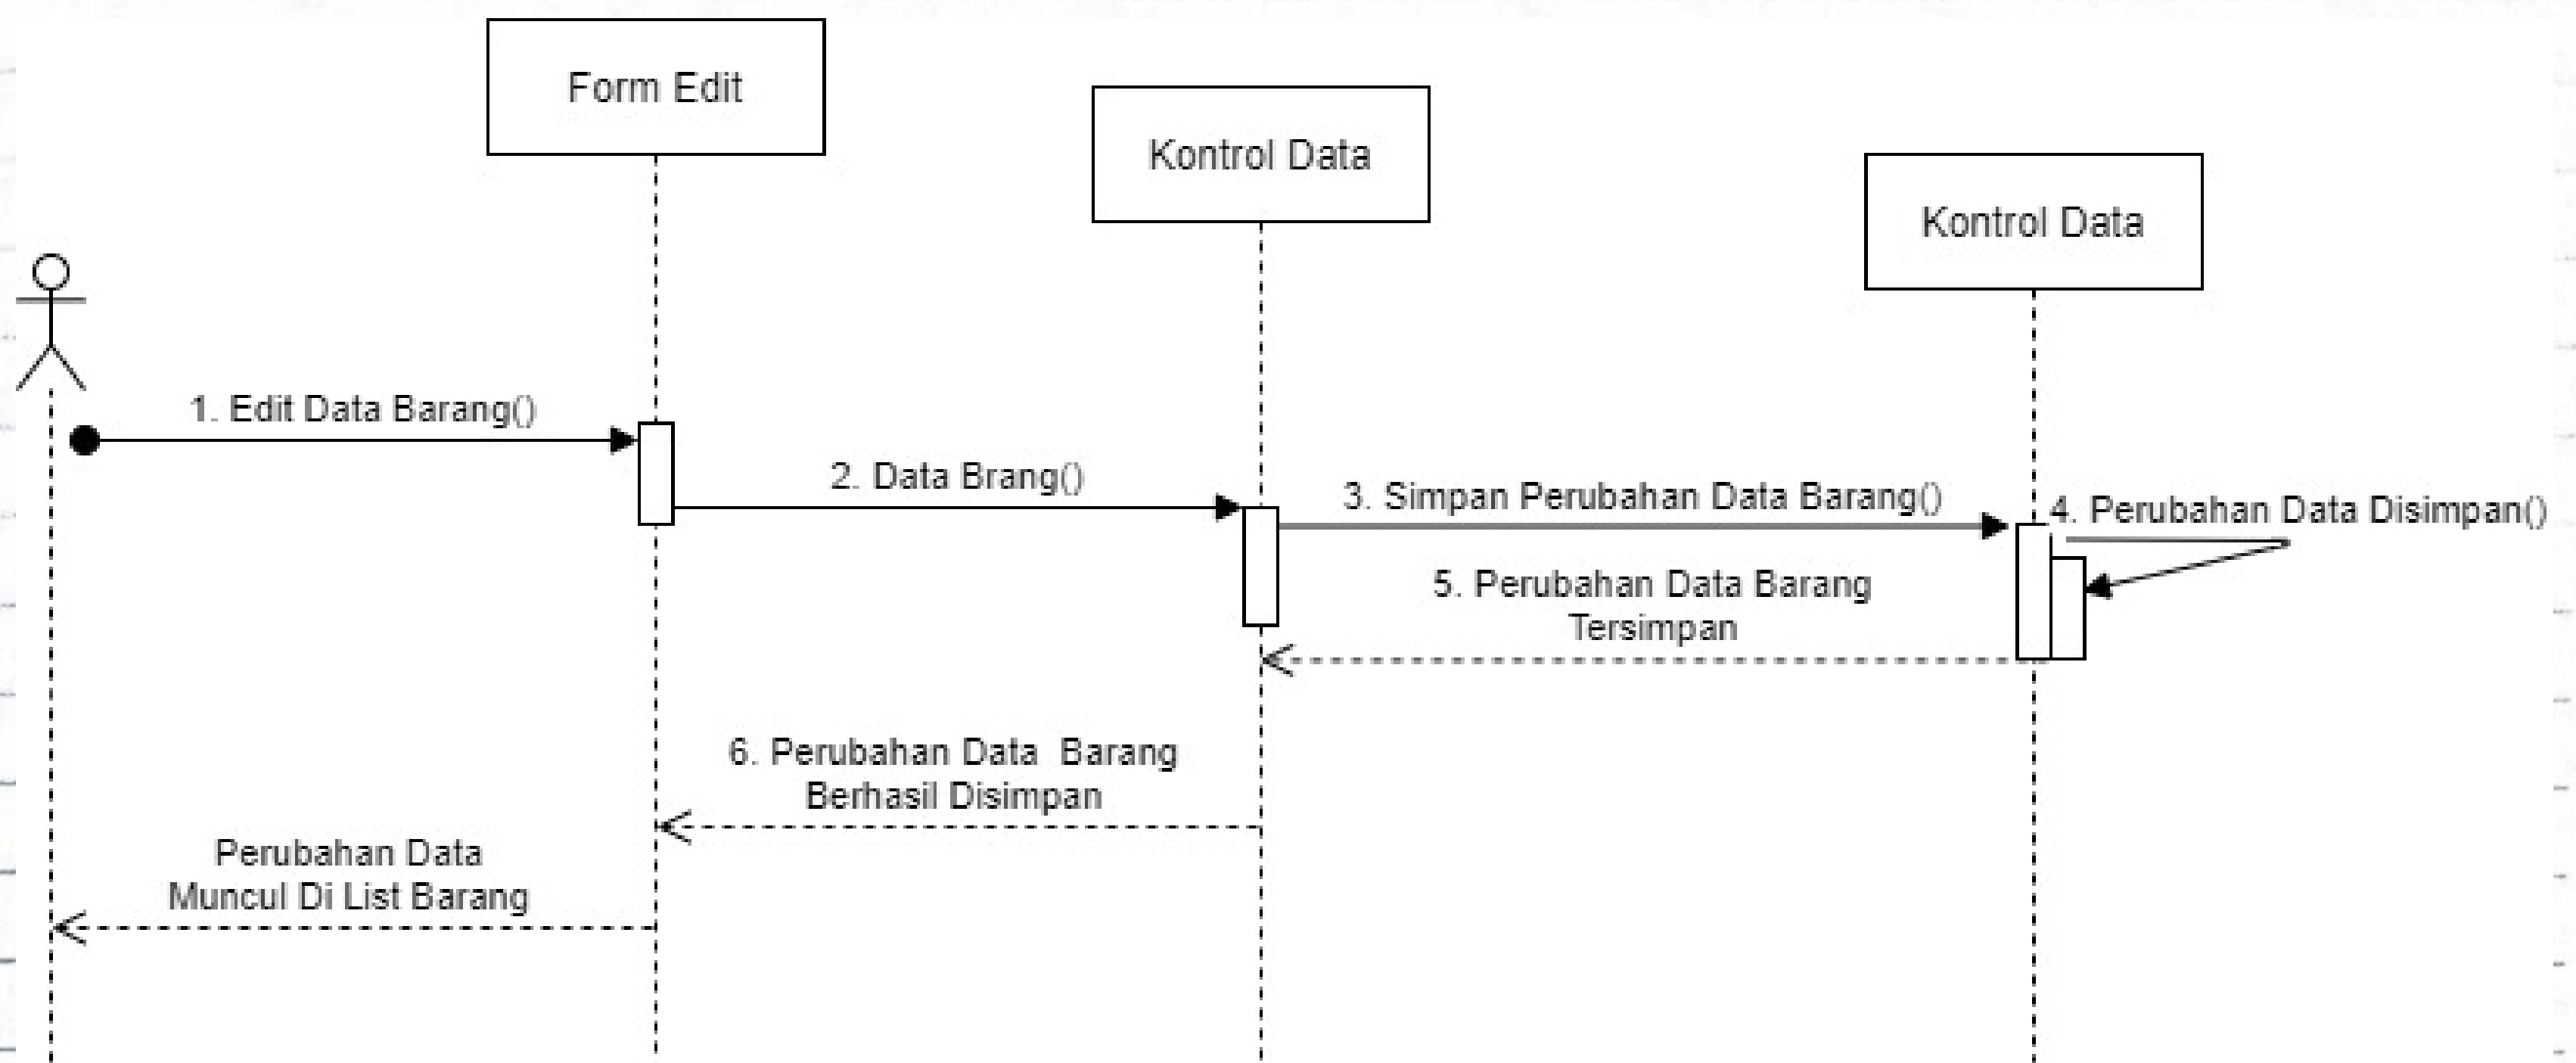 Form Edit
Kontrol Data
Kontrol Data
1. Edit Data Barang()
2. Data Brang()
3. Simpan Perubahan Data Barang()
4. Perubahan Data Disimpan()
5. Perubahan Data Barang
Tersimpan
6. Perubahan Data  Barang
Berhasil Disimpan
Perubahan Data
Muncul Di List Barang